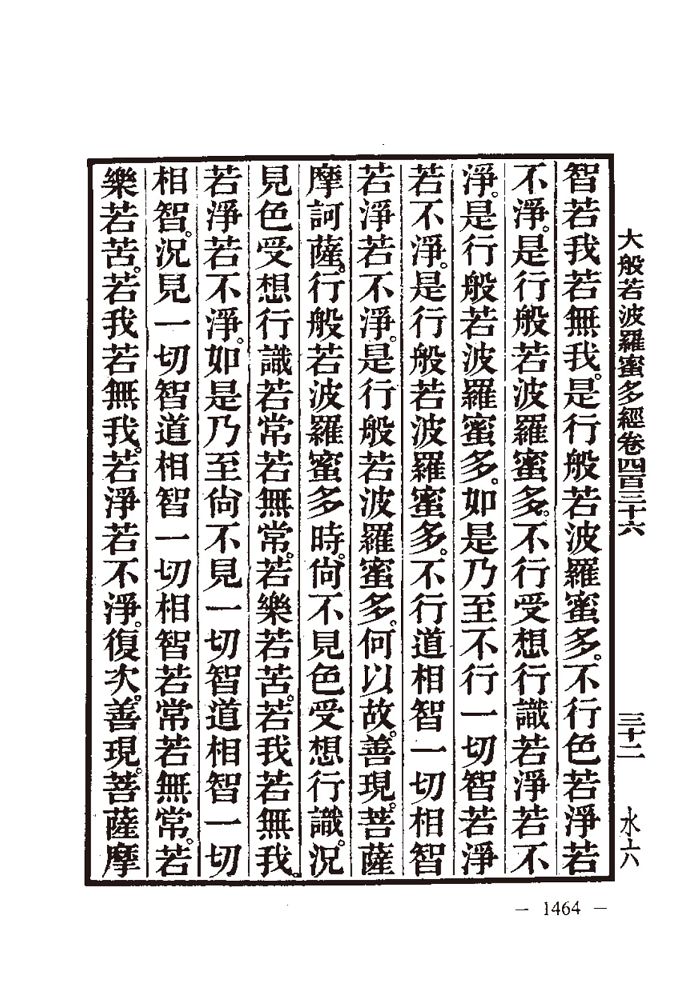 大般若波羅蜜多經卷四百三十六　三十二　水六
智若我若無我。是行般若波羅蜜多。不行色若淨若
不淨。是行般若波羅蜜多。不行受想行識若淨若不
淨。是行般若波羅蜜多。如是乃至不行一切智若淨
若不淨。是行般若波羅蜜多。不行道相智一切相智
若淨若不淨。是行般若波羅蜜多。何以故。善現。菩薩
摩訶薩。行般若波羅蜜多時。尚不見色受想行識。況
見色受想行識若常若無常。若樂若苦。若我若無我。
若淨若不淨。如是乃至尚不見一切智道相智一切
相智。況見一切智道相智一切相智若常若無常。若
樂若苦。若我若無我。若淨若不淨。復次。善現。菩薩摩
— 1464 —